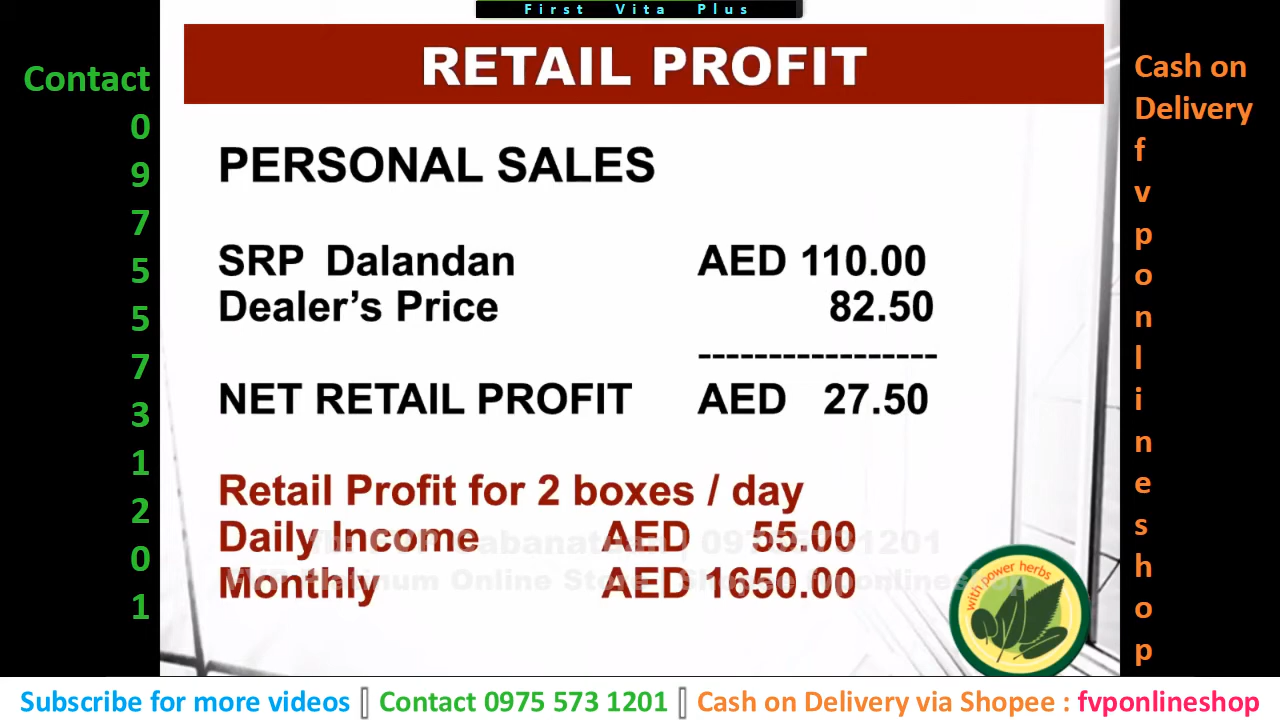 First Vita Plus
RETAIL PROFIT
Contact
0
9
7
5
5
7
3
1
2
0
1
PERSONAL SALES
SRP Dalandan AED 110.00
Dealer’s Price 82.50
-----------------
NET RETAIL PROFIT AED 27.50
Retail Profit for 2 boxes / day
Daily Income AED 55.00
Monthly AED 1650.00
with power herbs
Cash on
Delivery
f
v
p
o
n
l
i
n
e
s
h
o
p
Subscribe for more videos | Contact 0975 573 1201 | Cash on Delivery via Shopee : fvponlineshop